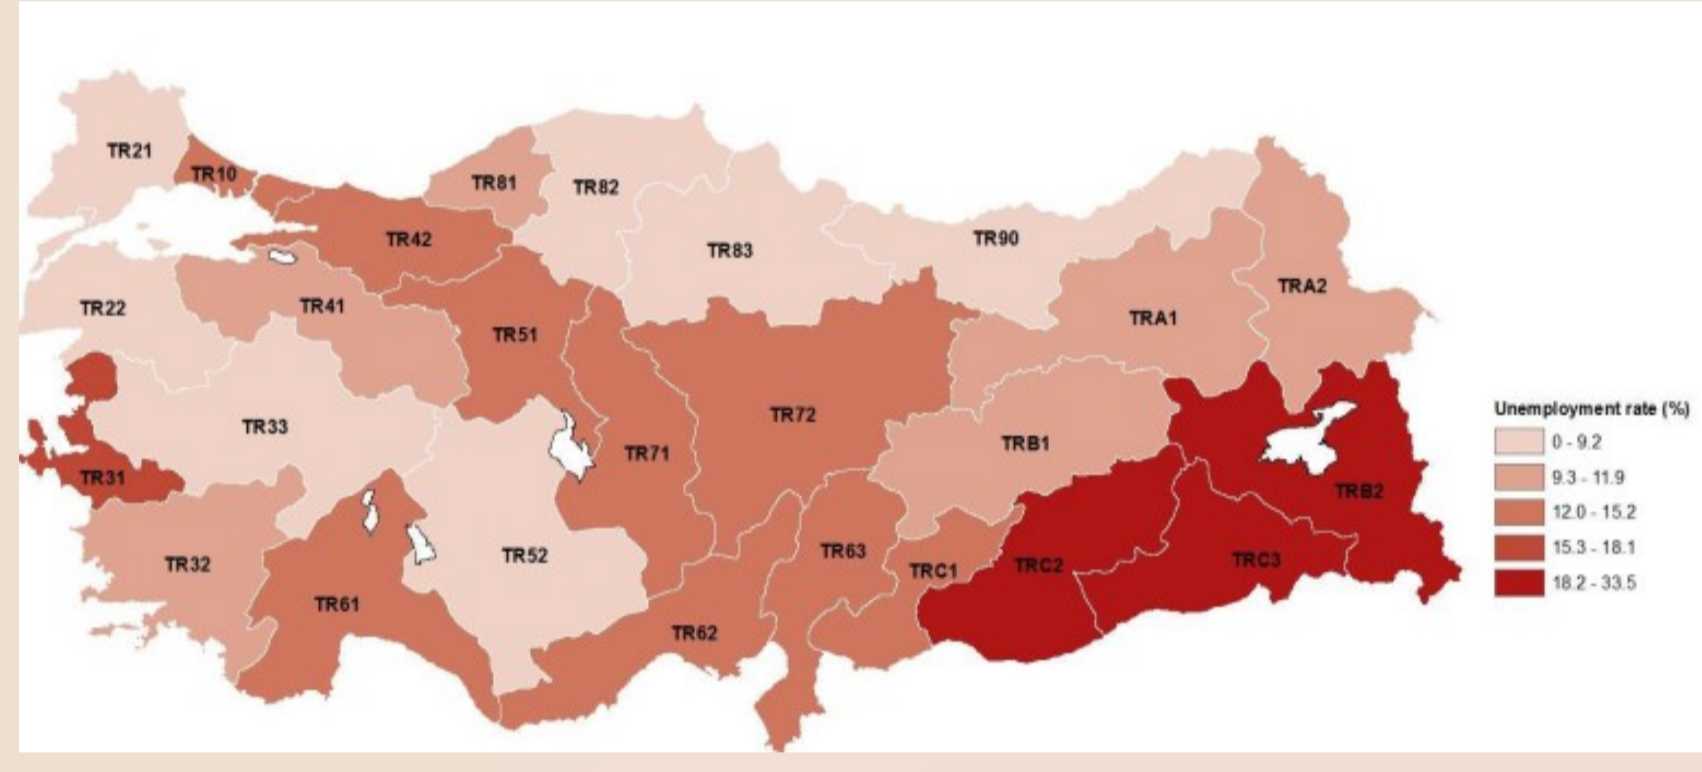 TR21
TR10
TR81
TR82
TR42
TR83
TR90
TR22
TR41
TR51
TRA1
TRA2
TR33
TR72
TR71
TRB1
TR31
TRB2
TR32
TR52
TR63
TRC1
TRC2
TRC3
TR61
TR62
Unemployment rate (%)
0 - 9.2
9.3 - 11.9
12.0 - 15.2
15.3 - 18.1
18.2 - 33.5